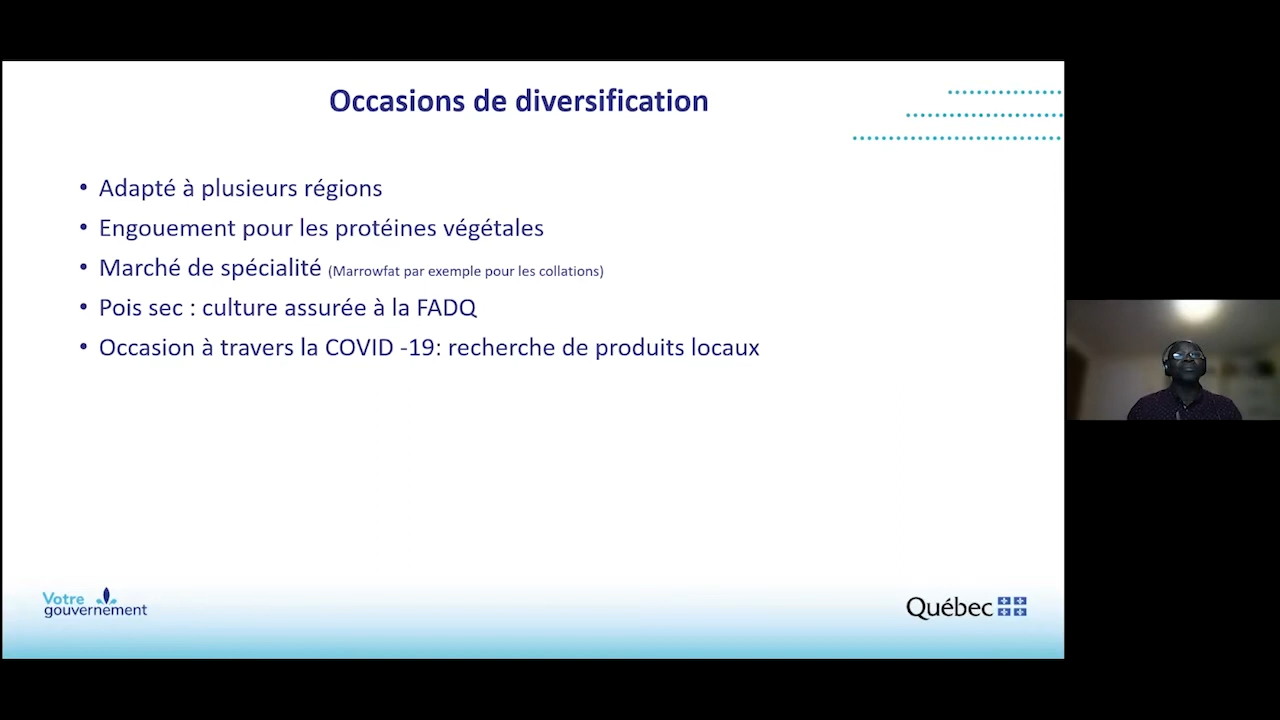 Occasions de diversification
• Adapté à plusieurs régions
• Engouement pour les protéines végétales
• Marché de spécialité (Marrowfat par exemple pour les collations)
• Pois sec : culture assurée à la FADQ
• Occasion à travers la COVID -19: recherche de produits locaux
Votre
gouvernement
Québec